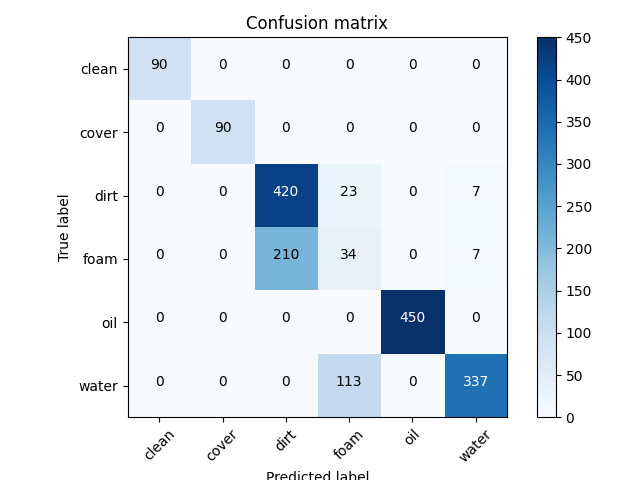 Confusion matrix
True label
clean 90 0 0 0 0 0
cover 0 90 0 0 0 0
dirt 0 0 420 23 0 7
foam 0 0 210 34 0 7
oil 0 0 0 0 450 0
water 0 0 0 113 0 337
clean cover dirt foam oil water
Predicted label
450
400
350
300
250
200
150
100
50
0